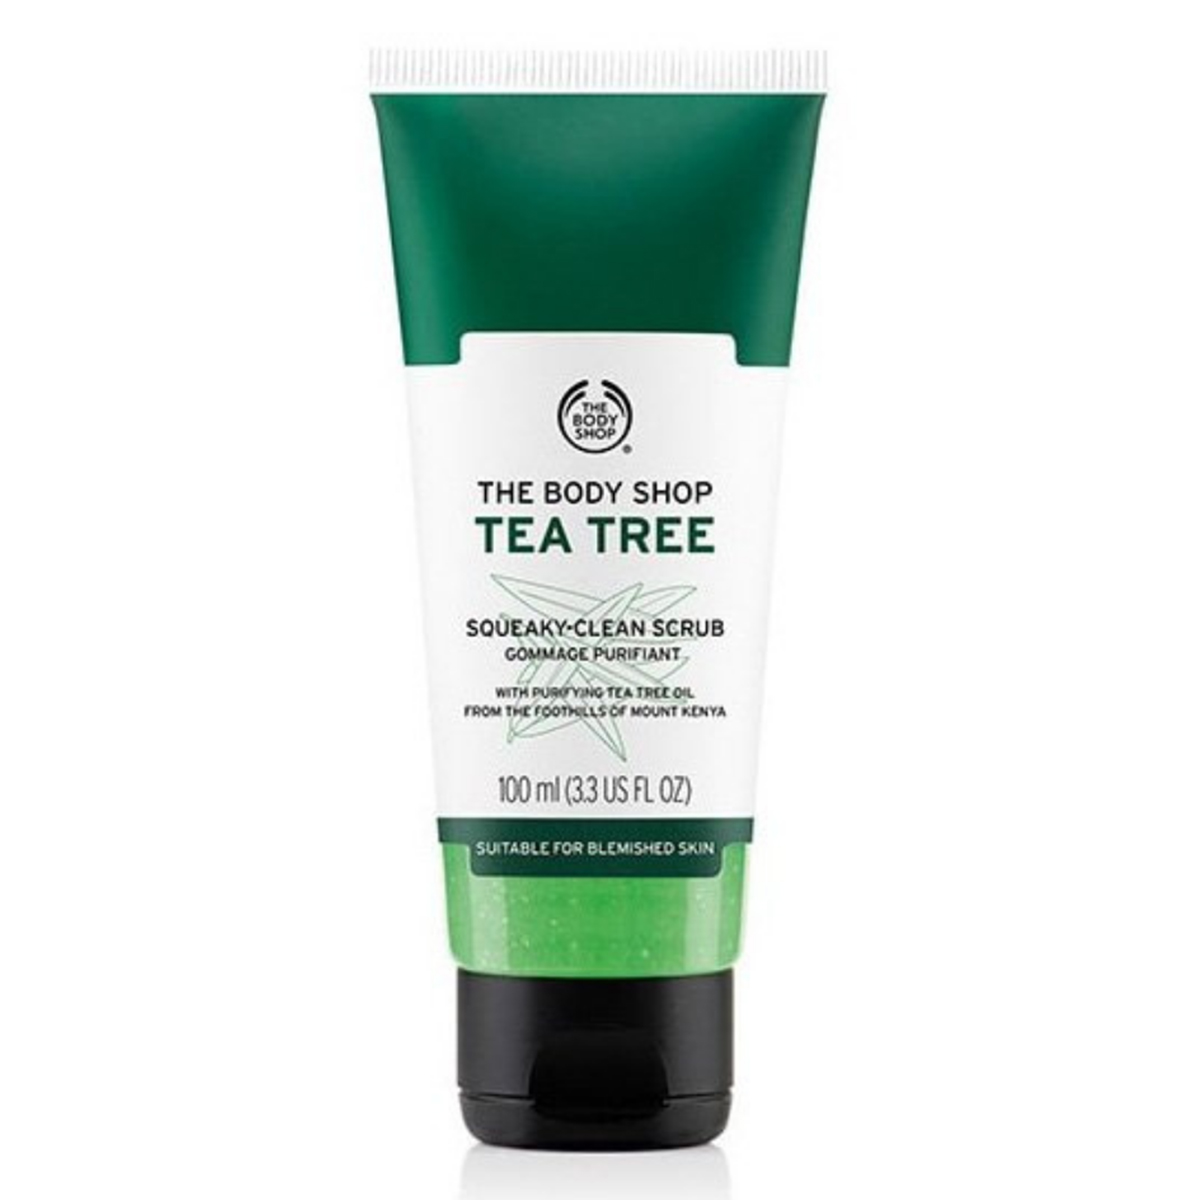 THE
BODY
SHOP
®
THE BODY SHOP
TEA TREE
SQUEAKY-CLEAN SCRUB
GOMMAGE PURIFIANT
WITH PURIFYING TEA TREE OIL
FROM THE FOOTHILLS OF MOUNT KENYA
100 ml (3.3 US FL OZ)
SUITABLE FOR BLEMISHED SKIN